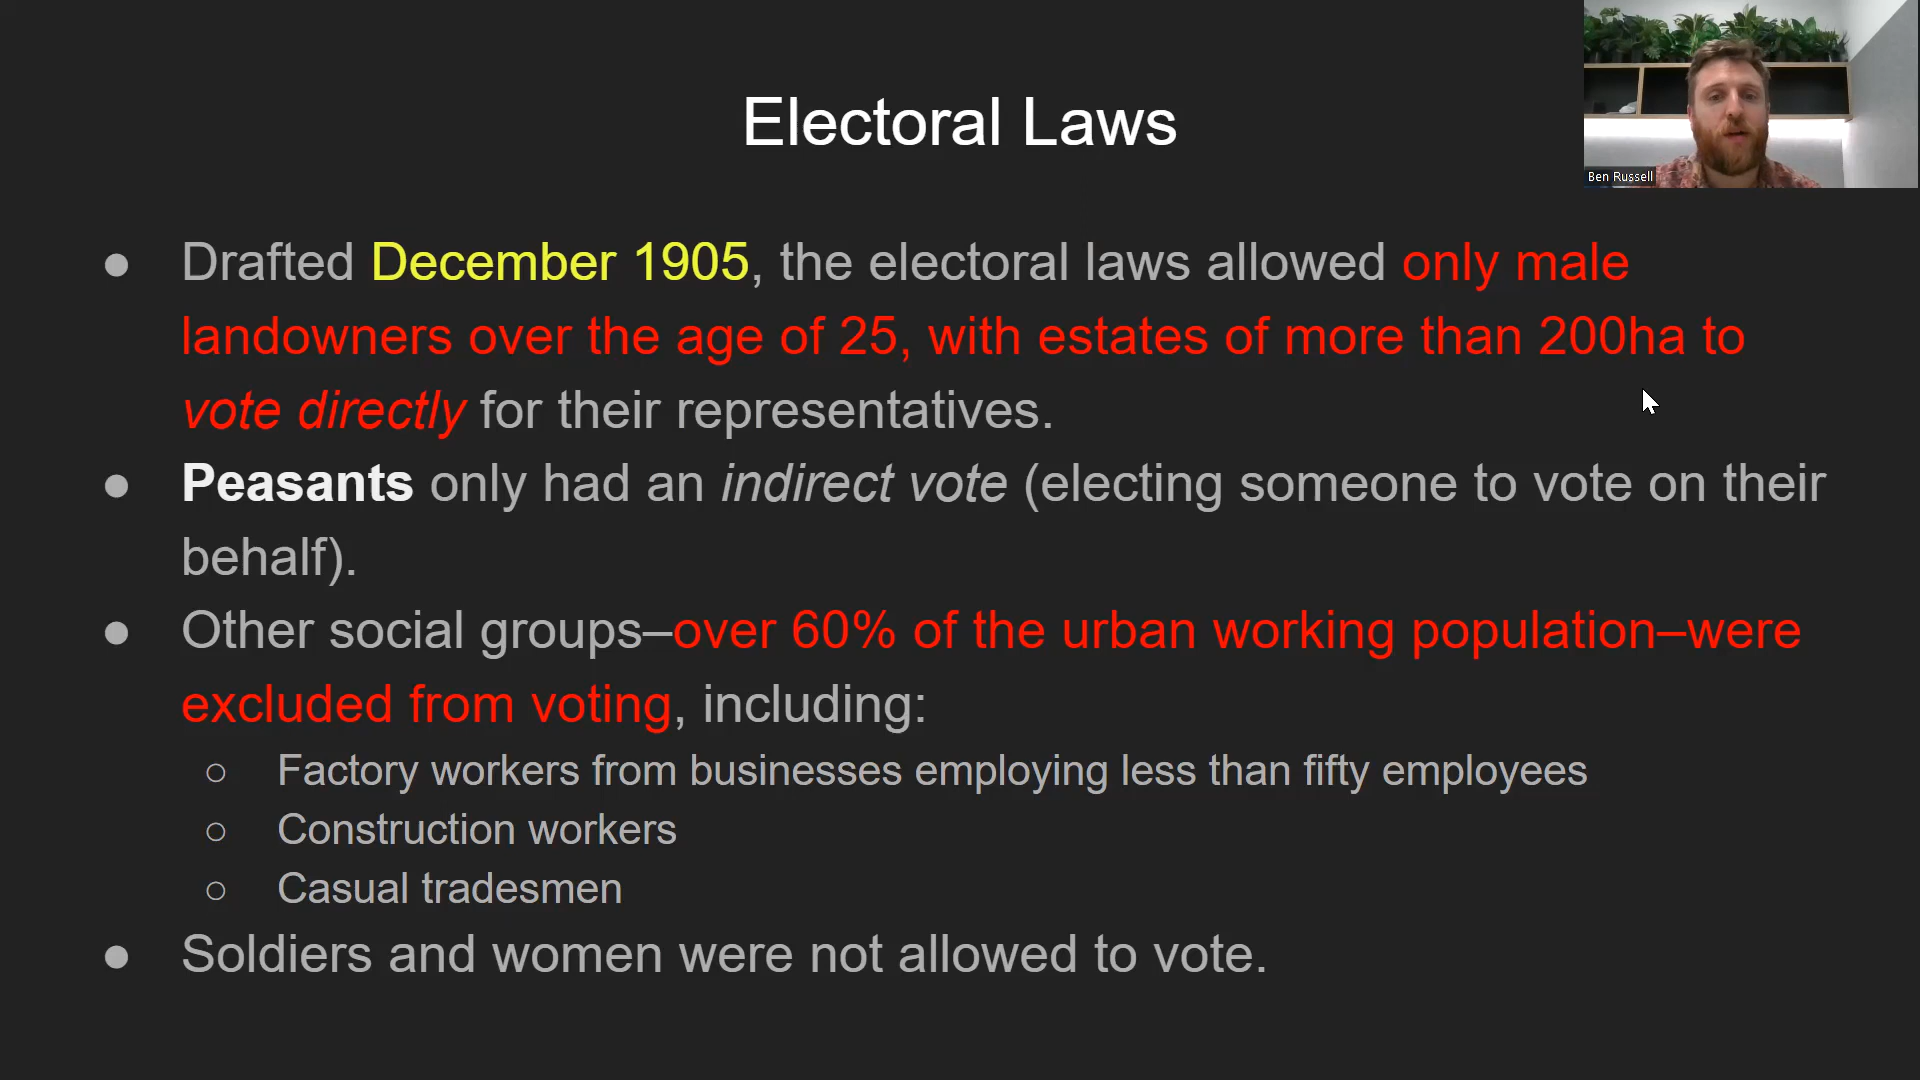 Electoral Laws
Ben Russell
● Drafted December 1905, the electoral laws allowed only male
landowners over the age of 25, with estates of more than 200ha to
vote directly for their representatives.
● Peasants only had an indirect vote (electing someone to vote on their
behalf).
● Other social groups–over 60% of the urban working population–were
excluded from voting, including:
○ Factory workers from businesses employing less than fifty employees
○ Construction workers
○ Casual tradesmen
● Soldiers and women were not allowed to vote.